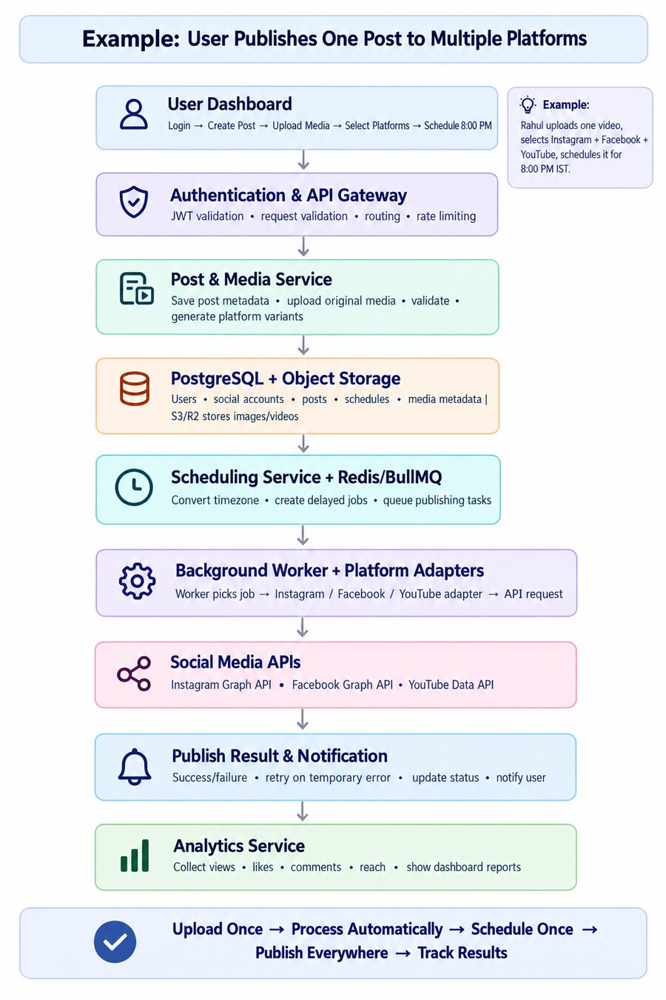 Example: User Publishes One Post to Multiple Platforms
User Dashboard
Login → Create Post → Upload Media → Select Platforms → Schedule 8:00 PM
Example:
Rahul uploads one video,
selects Instagram + Facebook +
YouTube, schedules it for
8:00 PM IST.
Authentication & API Gateway
JWT validation • request validation • routing • rate limiting
Post & Media Service
Save post metadata • upload original media • validate •
generate platform variants
PostgreSQL + Object Storage
Users • social accounts • posts • schedules • media metadata |
S3/R2 stores images/videos
Scheduling Service + Redis/BullMQ
Convert timezone • create delayed jobs • queue publishing tasks
Background Worker + Platform Adapters
Worker picks job → Instagram / Facebook / YouTube adapter → API request
Social Media APIs
Instagram Graph API • Facebook Graph API • YouTube Data API
Publish Result & Notification
Success/failure • retry on temporary error • update status • notify user
Analytics Service
Collect views • likes • comments • reach • show dashboard reports
Upload Once → Process Automatically → Schedule Once →
Publish Everywhere → Track Results